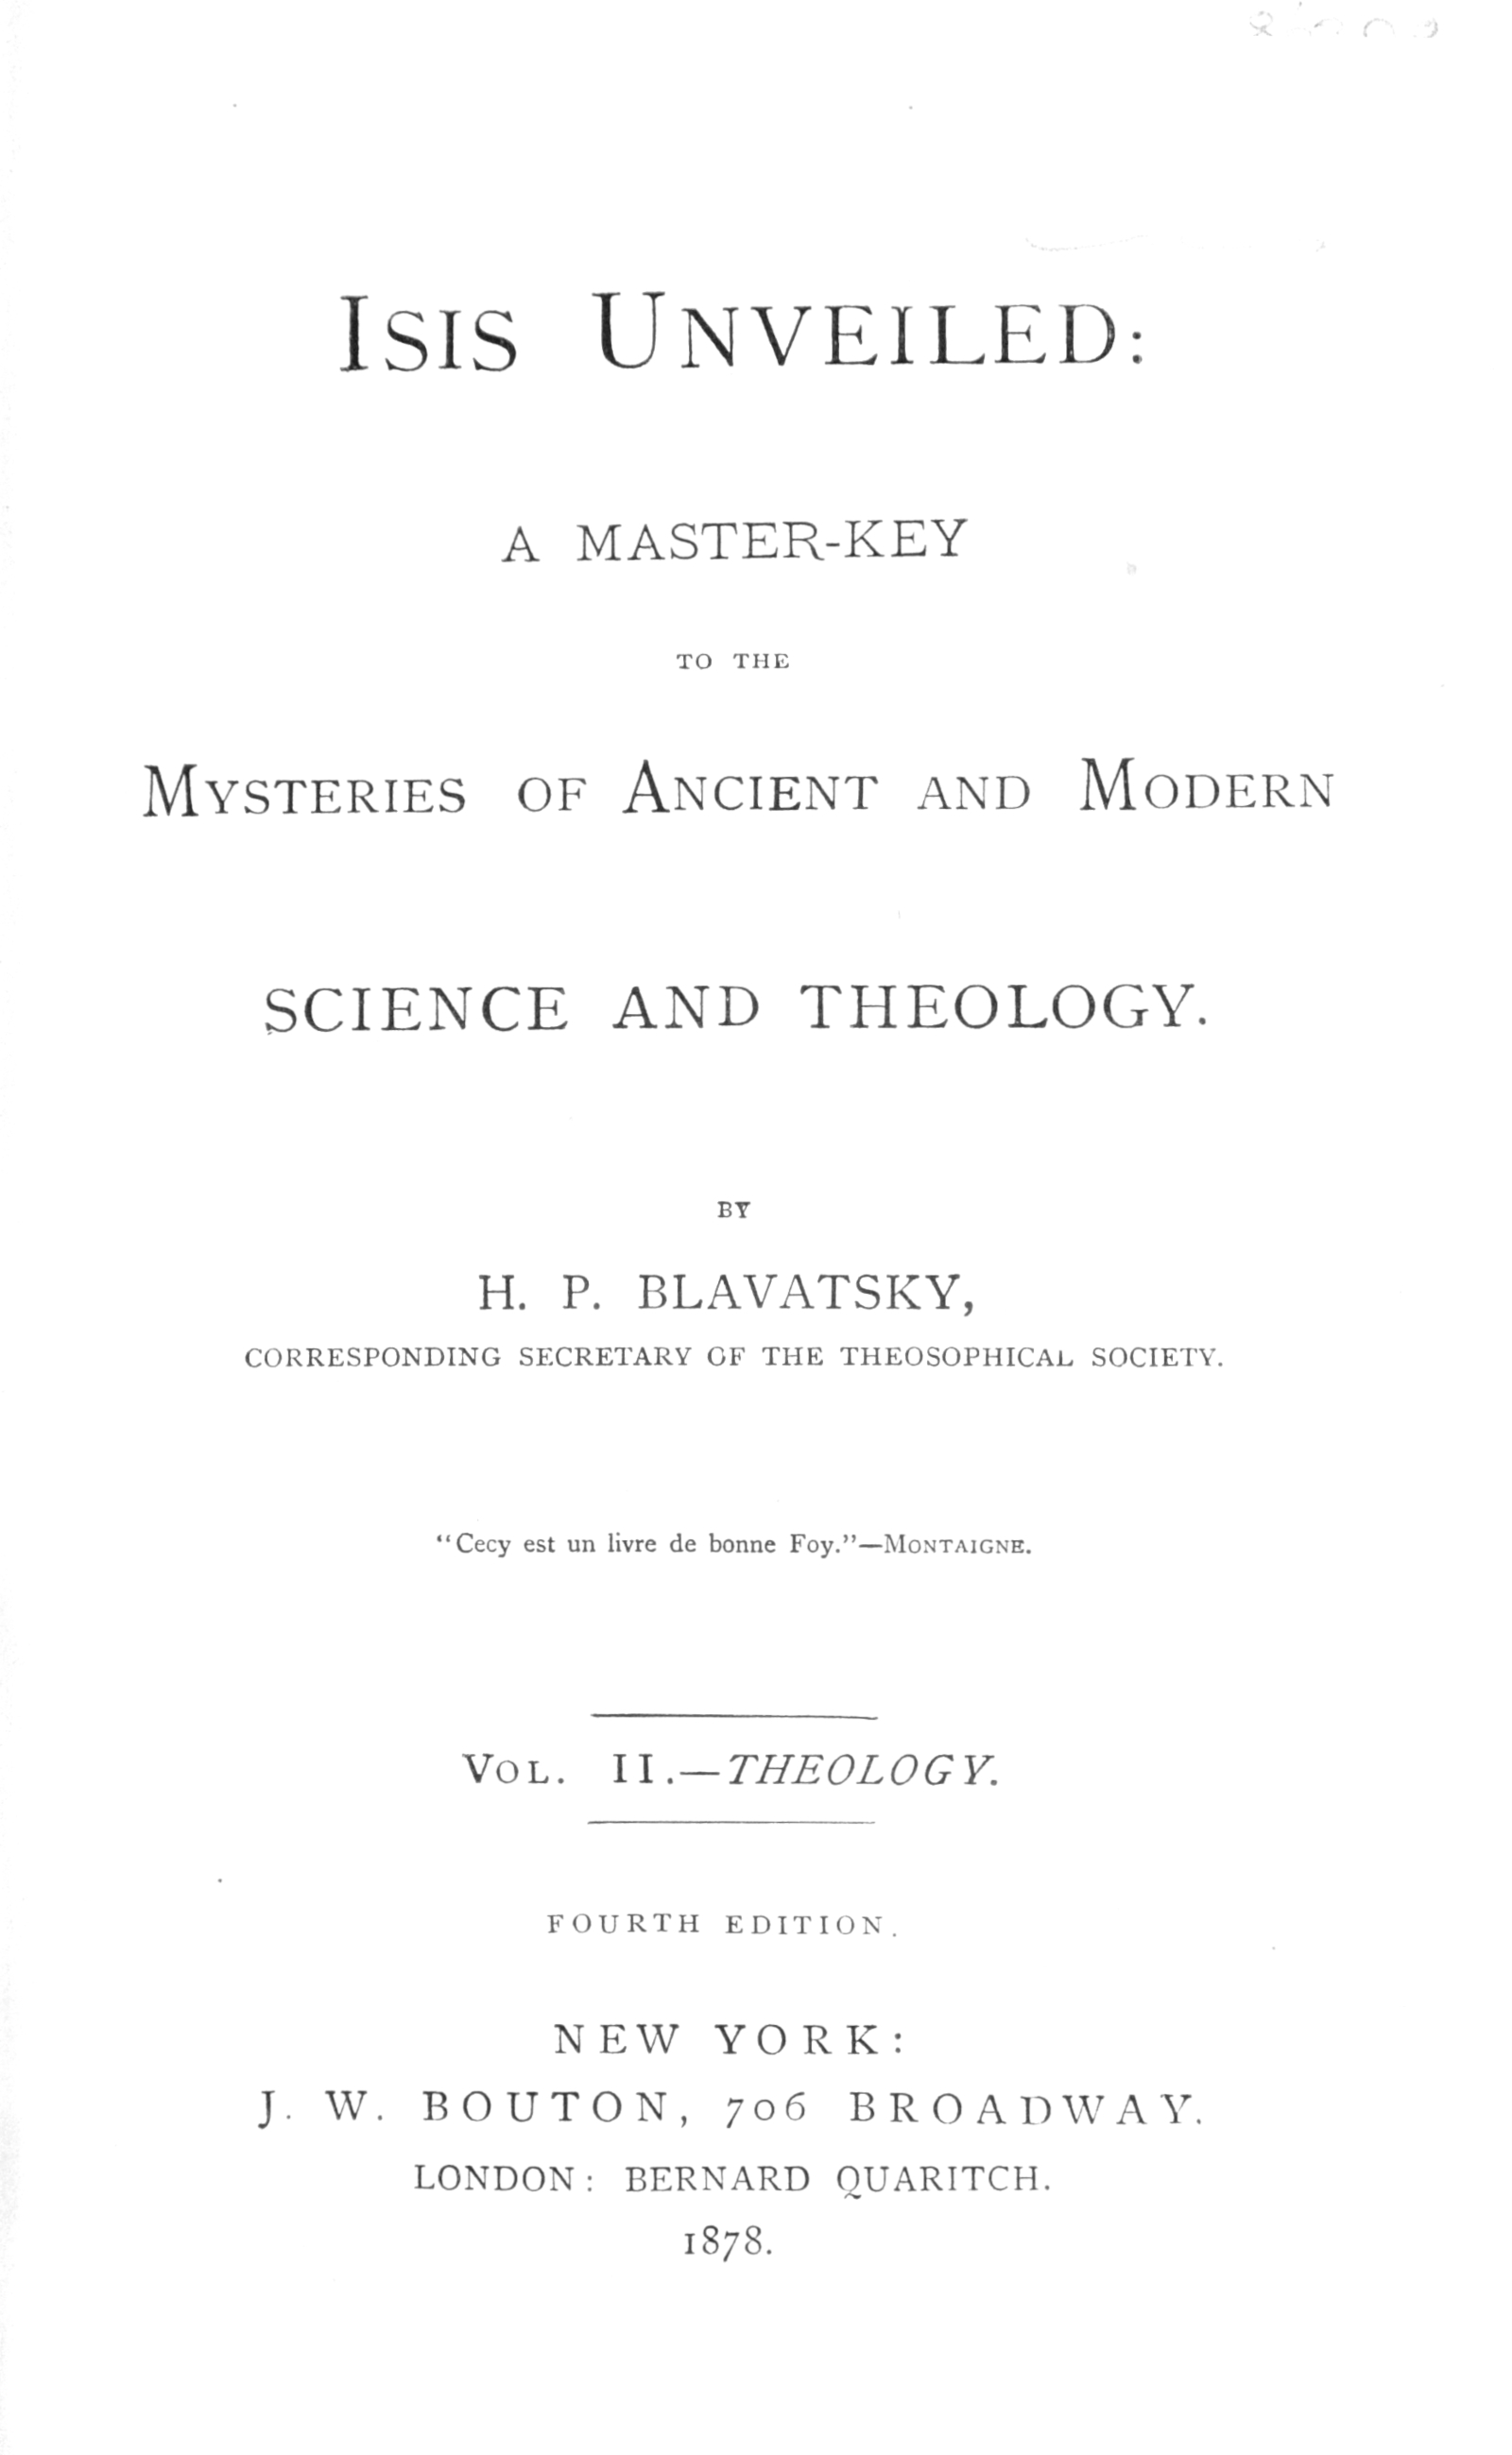 ISIS UNVEILED:
A MASTER-KEY
TO THE
MYSTERIES OF ANCIENT AND MODERN
SCIENCE AND THEOLOGY.
BY
H. P. BLAVATSKY,
CORRESPONDING SECRETARY OF THE THEOSOPHICAL SOCIETY.
“Cecy est un livre de bonne Foy.”—MONTAIGNE.
VOL. II.—THEOLOGY.
FOURTH EDITION.
NEW YORK:
J. W. BOUTON, 706 BROADWAY.
LONDON: BERNARD QUARITCH.
1878.